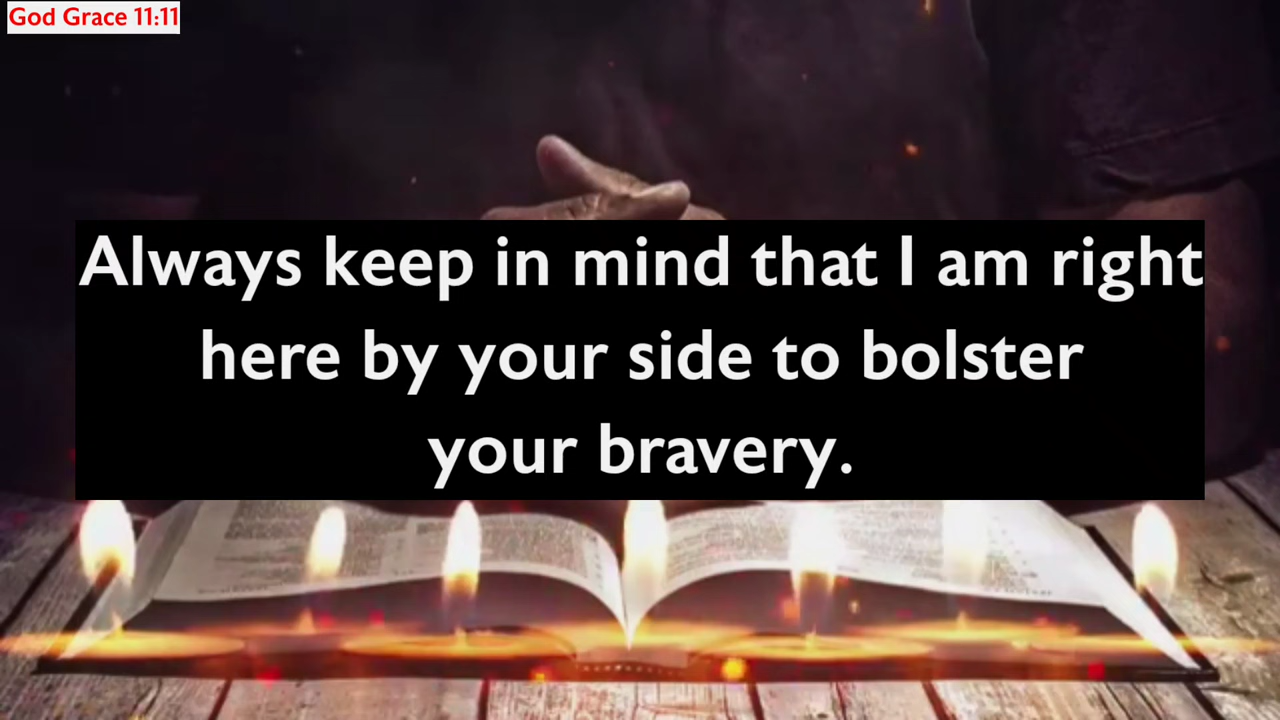 God Grace 11:11
Always keep in mind that I am right
here by your side to bolster
your bravery.